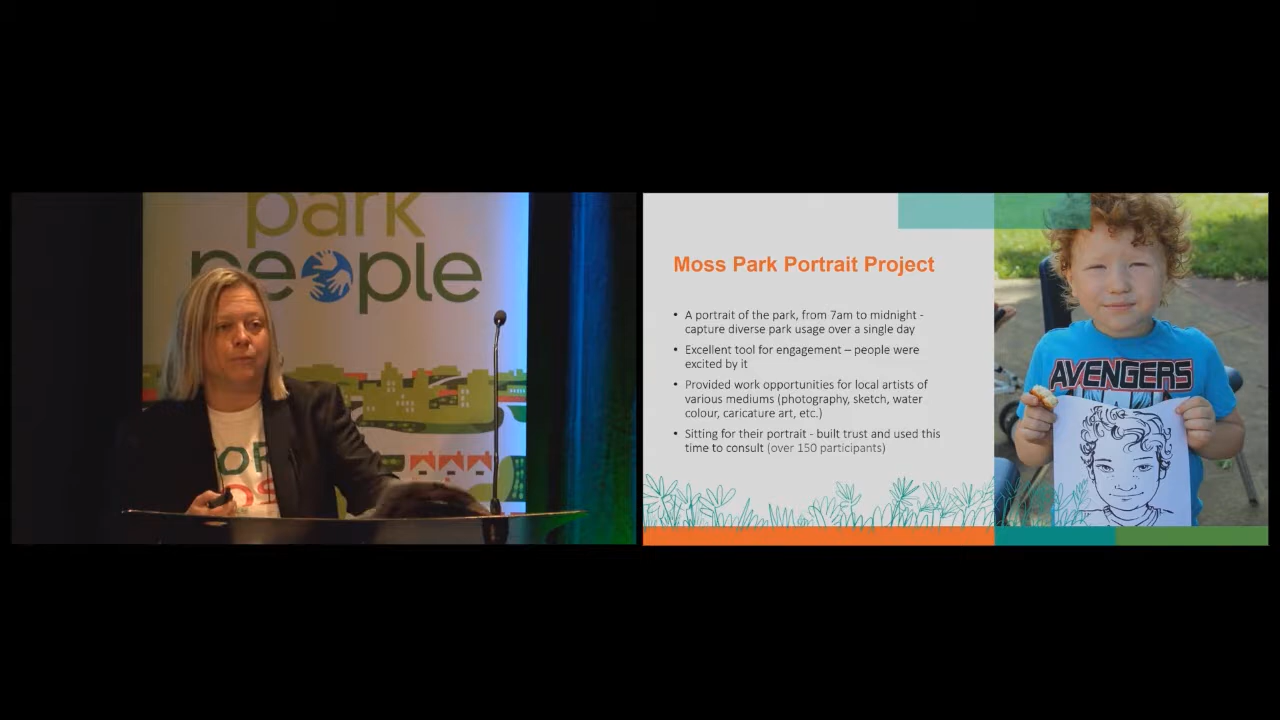 park
people
Moss Park Portrait Project
• A portrait of the park, from 7am to midnight -
capture diverse park usage over a single day
• Excellent tool for engagement – people were
excited by it
• Provided work opportunities for local artists of
various mediums (photography, sketch, water
colour, caricature art, etc.)
• Sitting for their portrait - built trust and used this
time to consult (over 150 participants)
AVENGERS